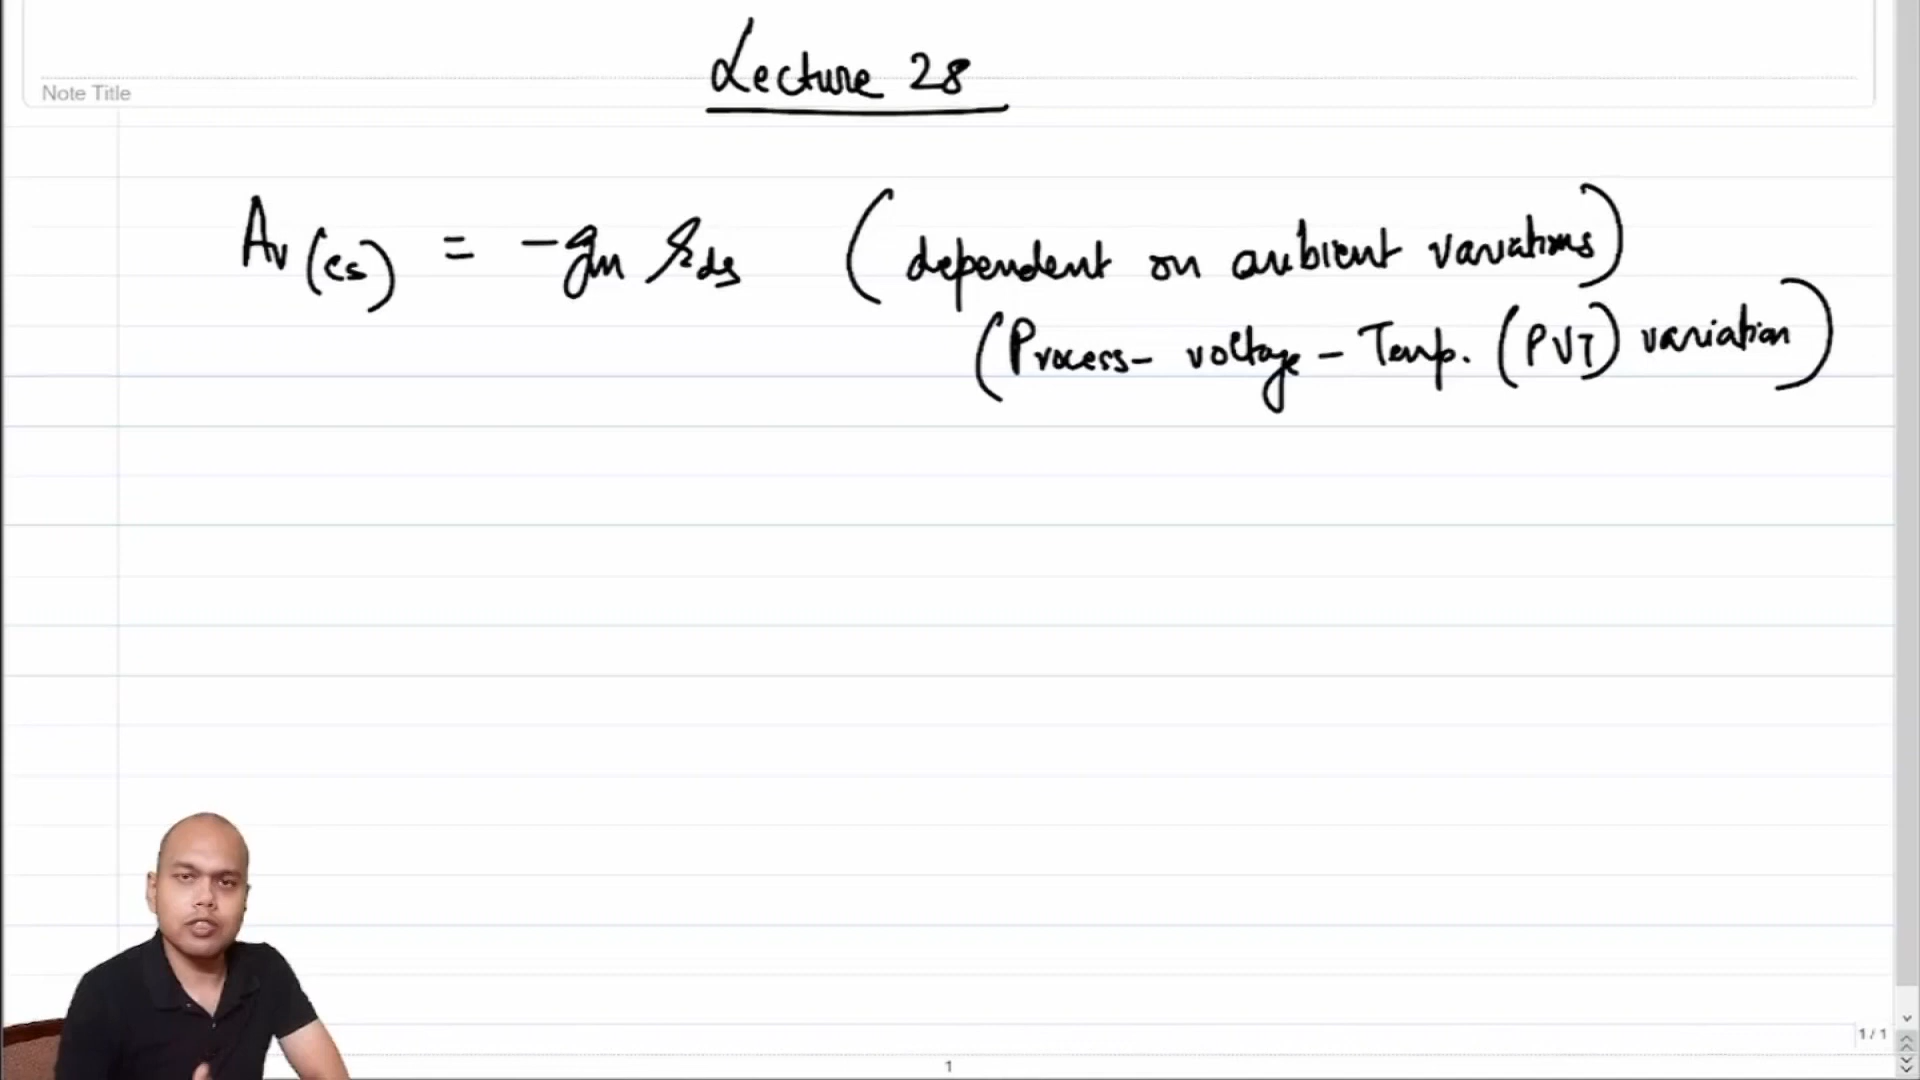 Lecture 28
Note Title
Av(cs) = -gm rds (dependent on ambient variations)
(Process- voltage - Temp. (PVT) variation)
1 / 1
1